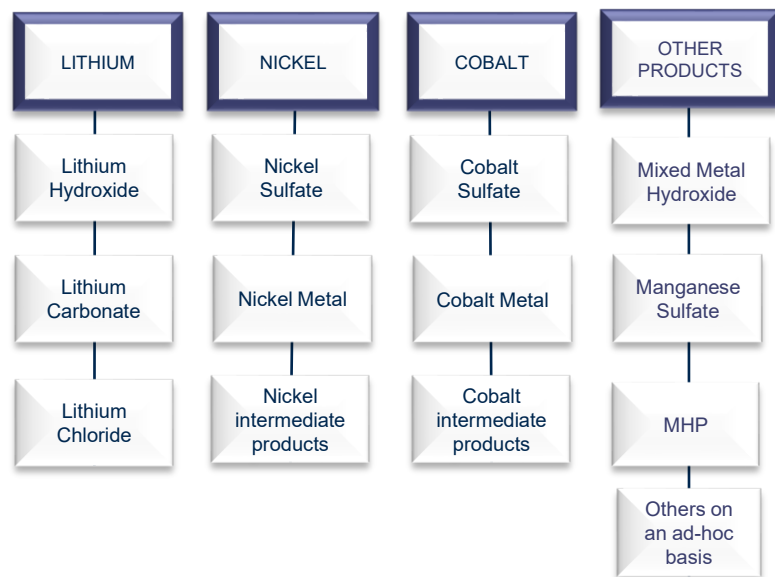 LITHIUM
Lithium
Hydroxide
Lithium
Carbonate
Lithium
Chloride
NICKEL
Nickel
Sulfate
Nickel Metal
Nickel
intermediate
products
COBALT
Cobalt
Sulfate
Cobalt Metal
Cobalt
intermediate
products
OTHER
PRODUCTS
Mixed Metal
Hydroxide
Manganese
Sulfate
MHP
Others on
an ad-hoc
basis